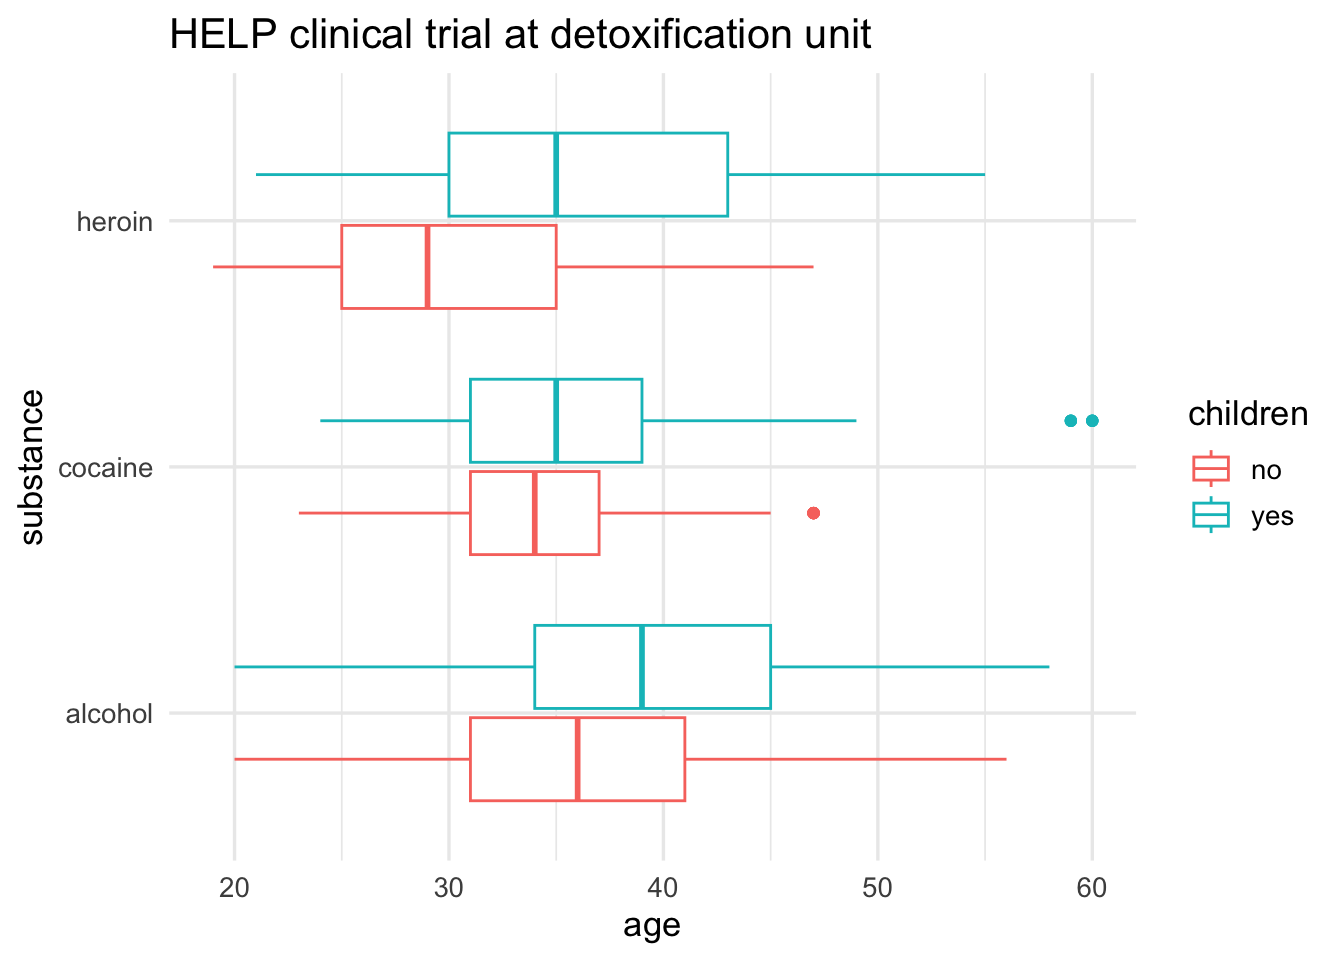 HELP clinical trial at detoxification unit
heroin
cocaine
alcohol
substance
20 30 40 50 60
age
children
no
yes